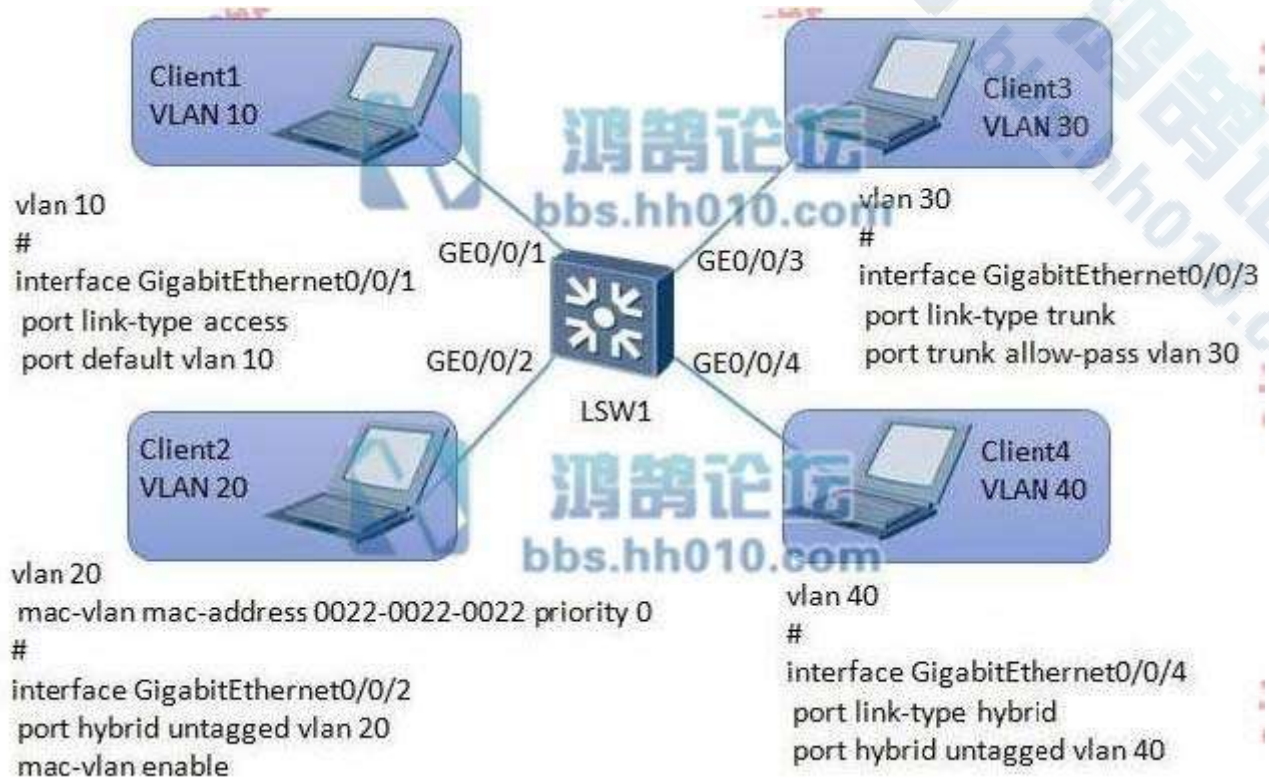 Client1
VLAN 10
Client3
VLAN 30
鸿鹄论坛
bbs.hh010.com
vlan 10
#
interface GigabitEthernet0/0/1
port link-type access
port default vlan 10
GE0/0/1
GE0/0/3
vlan 30
#
interface GigabitEthernet0/0/3
port link-type trunk
port trunk allow-pass vlan 30
GE0/0/2
GE0/0/4
LSW1
Client2
VLAN 20
Client4
VLAN 40
鸿鹄论坛
bbs.hh010.com
vlan 20
mac-vlan mac-address 0022-0022-0022 priority 0
#
interface GigabitEthernet0/0/2
port hybrid untagged vlan 20
mac-vlan enable
vlan 40
#
interface GigabitEthernet0/0/4
port link-type hybrid
port hybrid untagged vlan 40